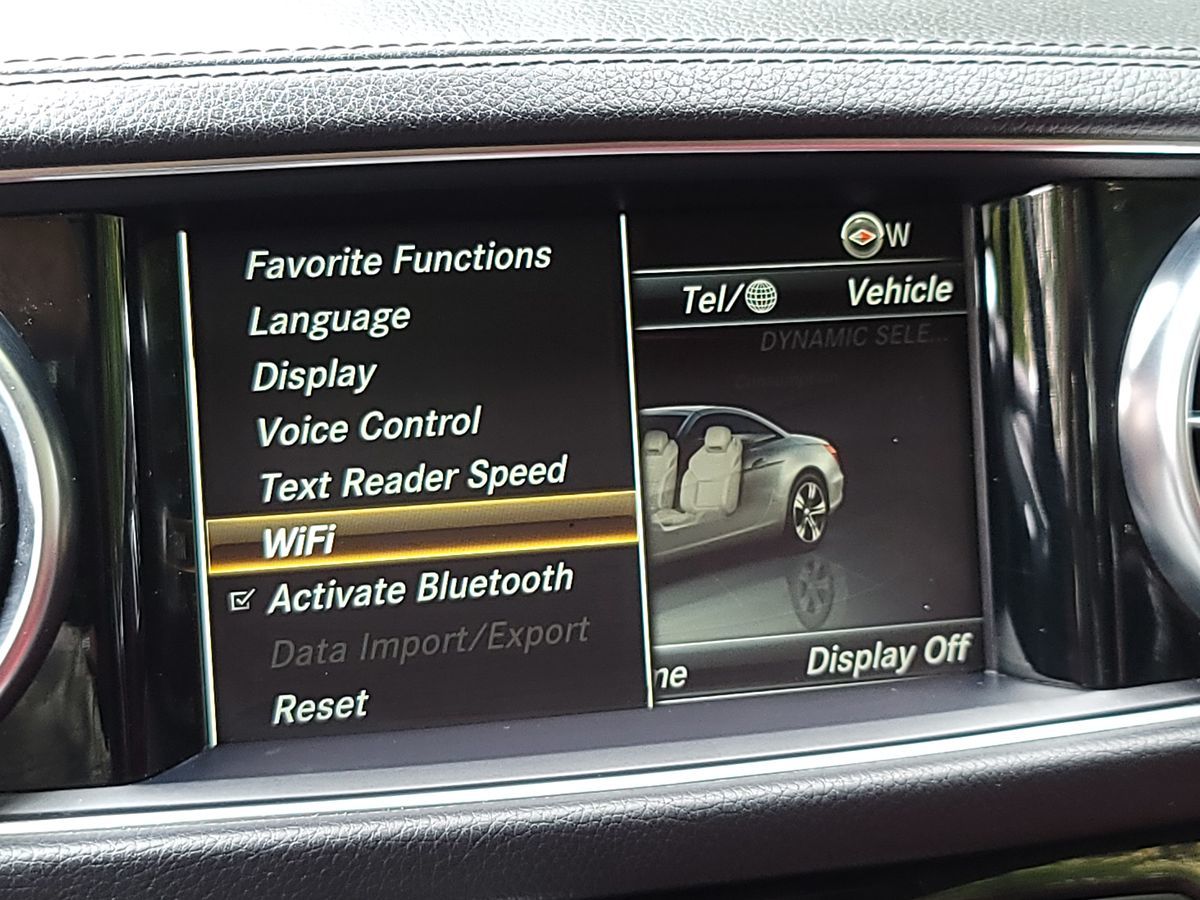 Favorite Functions
Language
Display
Voice Control
Text Reader Speed
WiFi
Activate Bluetooth
Data Import/Export
Reset
W
Tel/ Vehicle
DYNAMIC SELE...
Consumption
ne Display Off